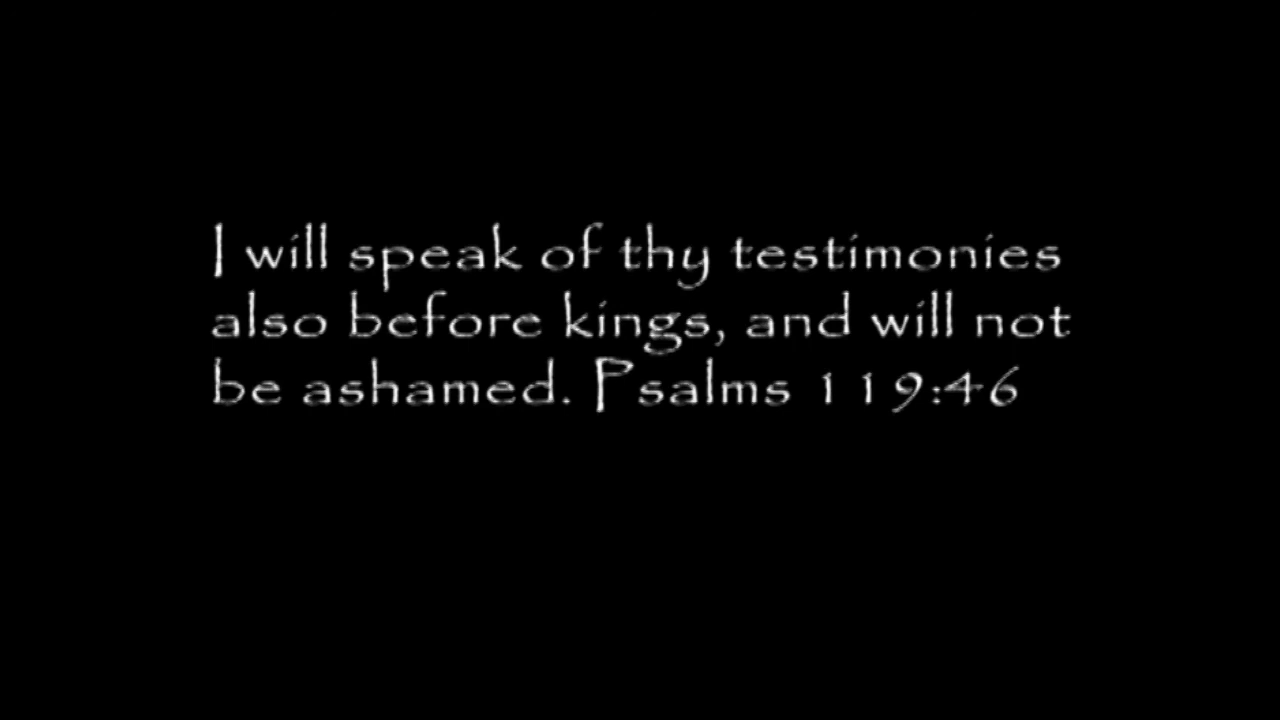 I will speak of thy testimonies
also before kings, and will not
be ashamed. Psalms 119:46